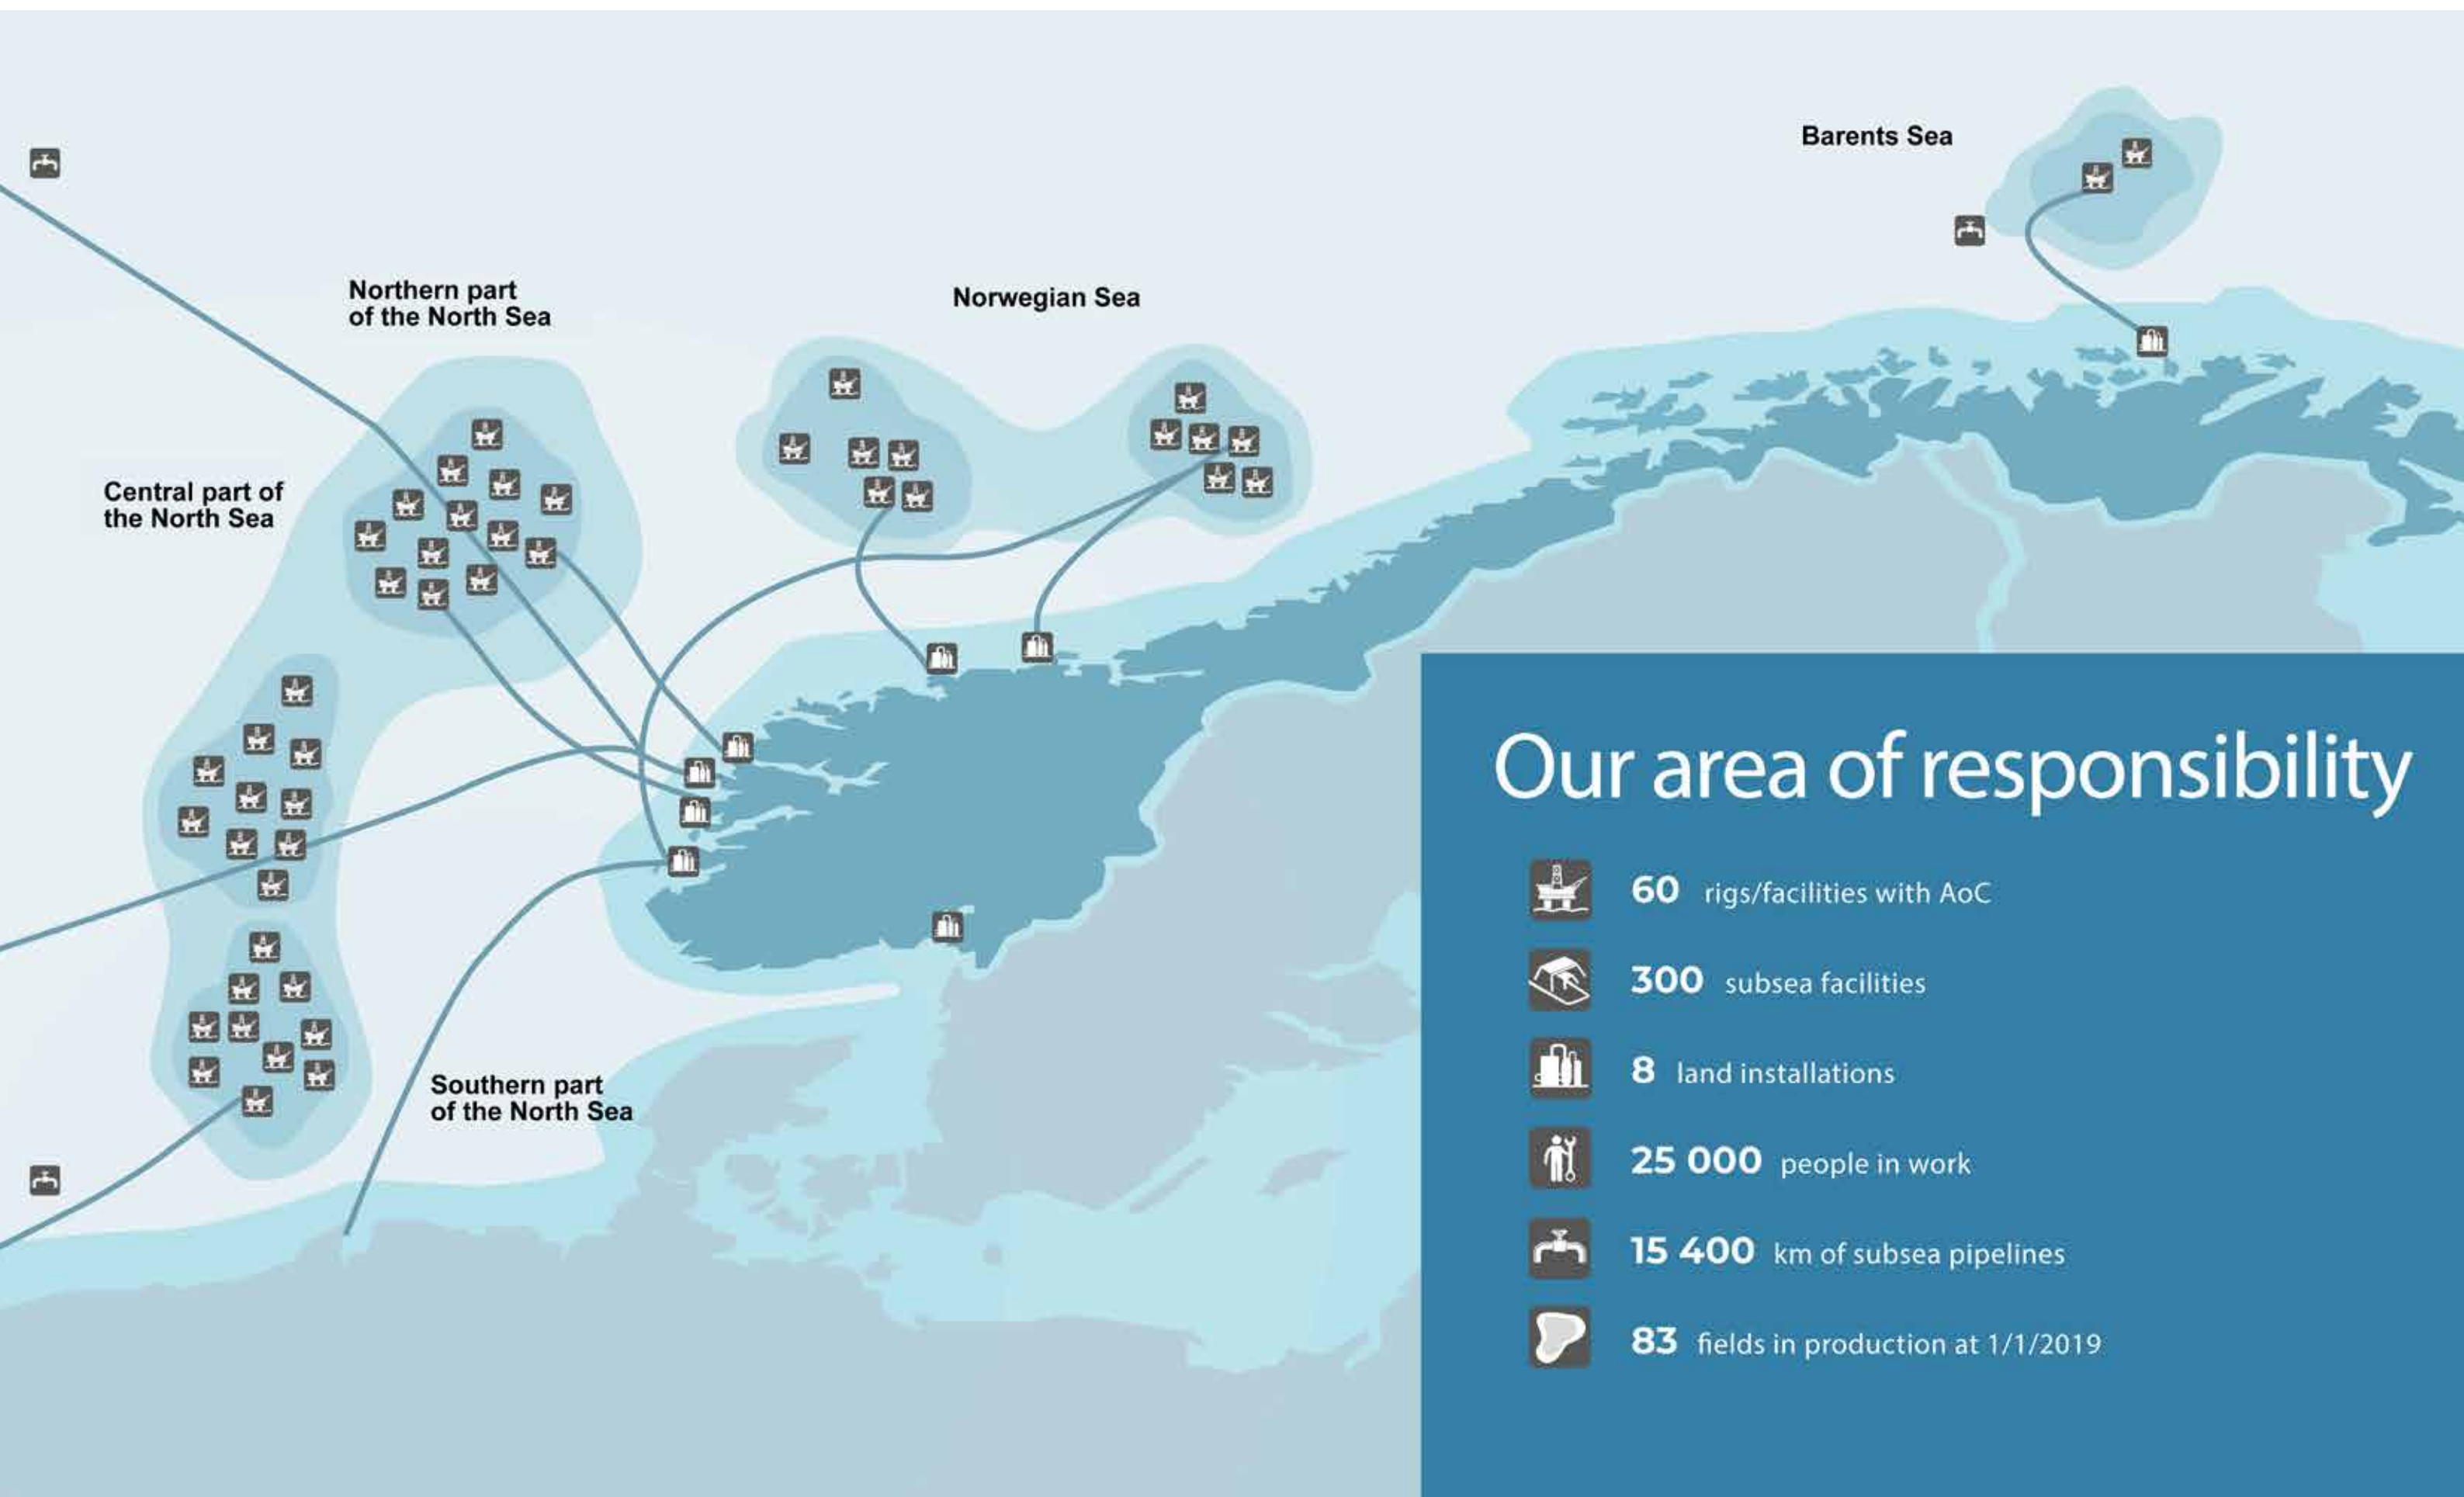 Barents Sea
Northern part
of the North Sea
Norwegian Sea
Central part of
the North Sea
Southern part
of the North Sea
Our area of responsibility
60 rigs/facilities with AoC
300 subsea facilities
8 land installations
25 000 people in work
15 400 km of subsea pipelines
83 fields in production at 1/1/2019